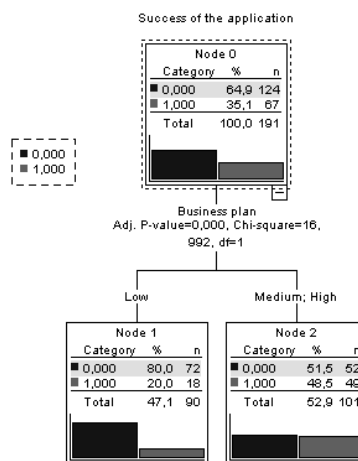 Success of the application
Node 0
Category % n
0,000 64,9 124
1,000 35,1 67
Total 100,0 191
0,000
1,000
Business plan
Adj. P-value=0,000, Chi-square=16,
992, df=1
Low
Medium; High
Node 1
Category % n
0,000 80,0 72
1,000 20,0 18
Total 47,1 90
Node 2
Category % n
0,000 51,5 52
1,000 48,5 49
Total 52,9 101